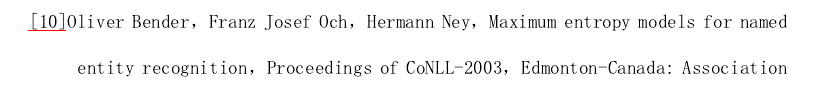 [10]Oliver Bender, Franz Josef Och, Hermann Ney, Maximum entropy models for named
entity recognition, Proceedings of CoNLL-2003, Edmonton-Canada: Association